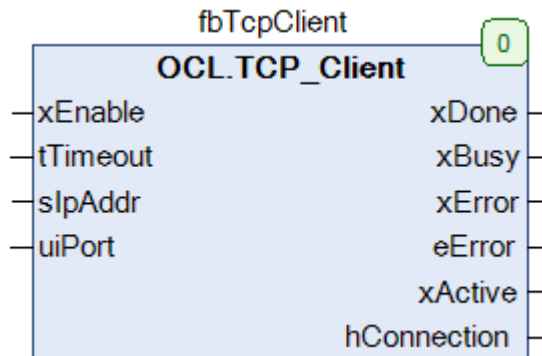 fbTcpClient
0
OCL.TCP_Client
xEnable xDone
tTimeout xBusy
sIpAddr xError
uiPort eError
xActive
hConnection